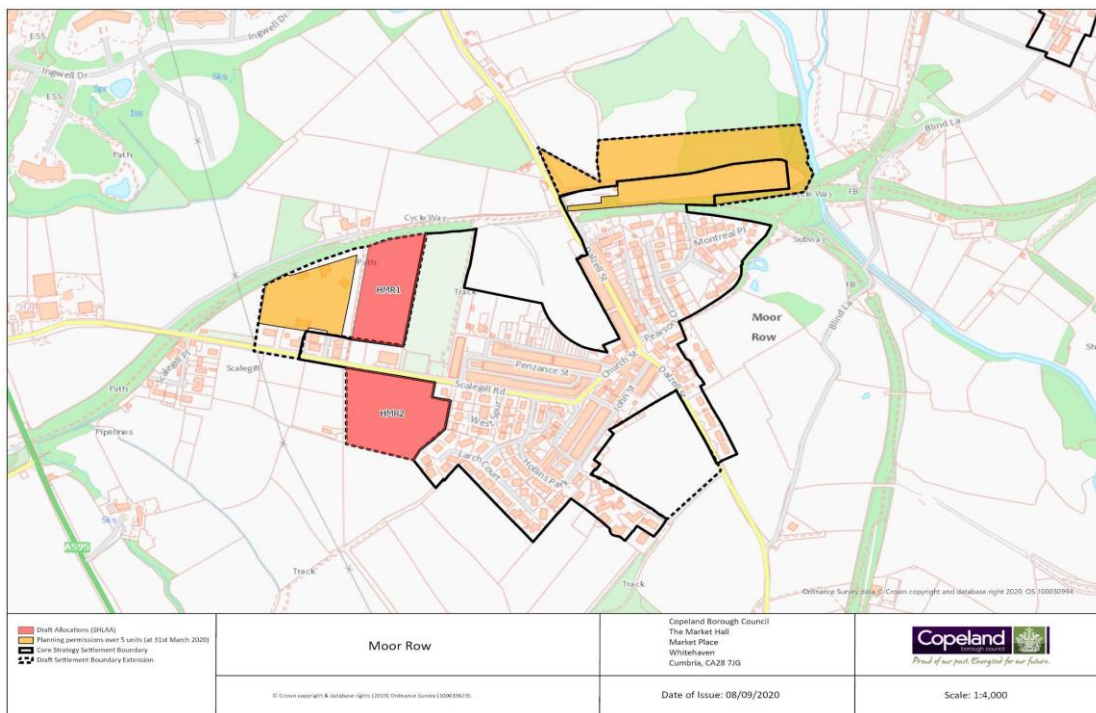 ESS
Ingwell Dr
Ingwell Dr
Sks
Spr
ESS
Iss
Path
Blind La
Cycle Way
FB
Cycle Way
Montreal Pl
Subway
Dalzell St
Path
HMR1
Track
FB
Moor
Row
Blind La
Pearson
Scalegill Pl
Scalegill
Penzance St
Church St
Dalzell
John St
Scalegill Rd
HMR2
West
Spur
Path
Pipelines
Larch Court
Hollins Park
Sks
A595
Track
Track
Ordnance Survey data © Crown copyright and database right 2020. OS 100030994
Draft Allocations (SHLAA)
Planning permissions over 5 units (at 31st March 2020)
Core Strategy Settlement Boundary
Draft Settlement Boundary Extension
Moor Row
© Crown copyright & database rights (2019) Ordnance Survey (100019619).
Copeland Borough Council
The Market Hall
Market Place
Whitehaven
Cumbria, CA28 7JG
Date of Issue: 08/09/2020
Copeland
borough council
Proud of our past. Energised for our future.
Scale: 1:4,000